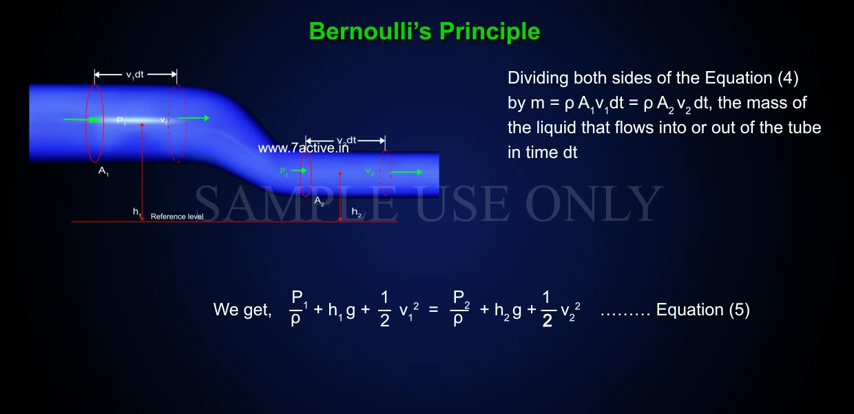 Bernoulli's Principle
v₁dt
P₁
v₁
A₁
h₁
Reference level
v₂dt
www.7active.in
P₂
v₂
A₂
h₂
Dividing both sides of the Equation (4)
by m = ρ A₁v₁dt = ρ A₂v₂dt, the mass of
the liquid that flows into or out of the tube
in time dt
SAMPLE USE ONLY
We get, P₁/ρ + h₁g + 1/2 v₁² = P₂/ρ + h₂g + 1/2 v₂² ......... Equation (5)